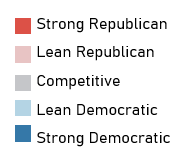 Strong Republican
Lean Republican
Competitive
Lean Democratic
Strong Democratic